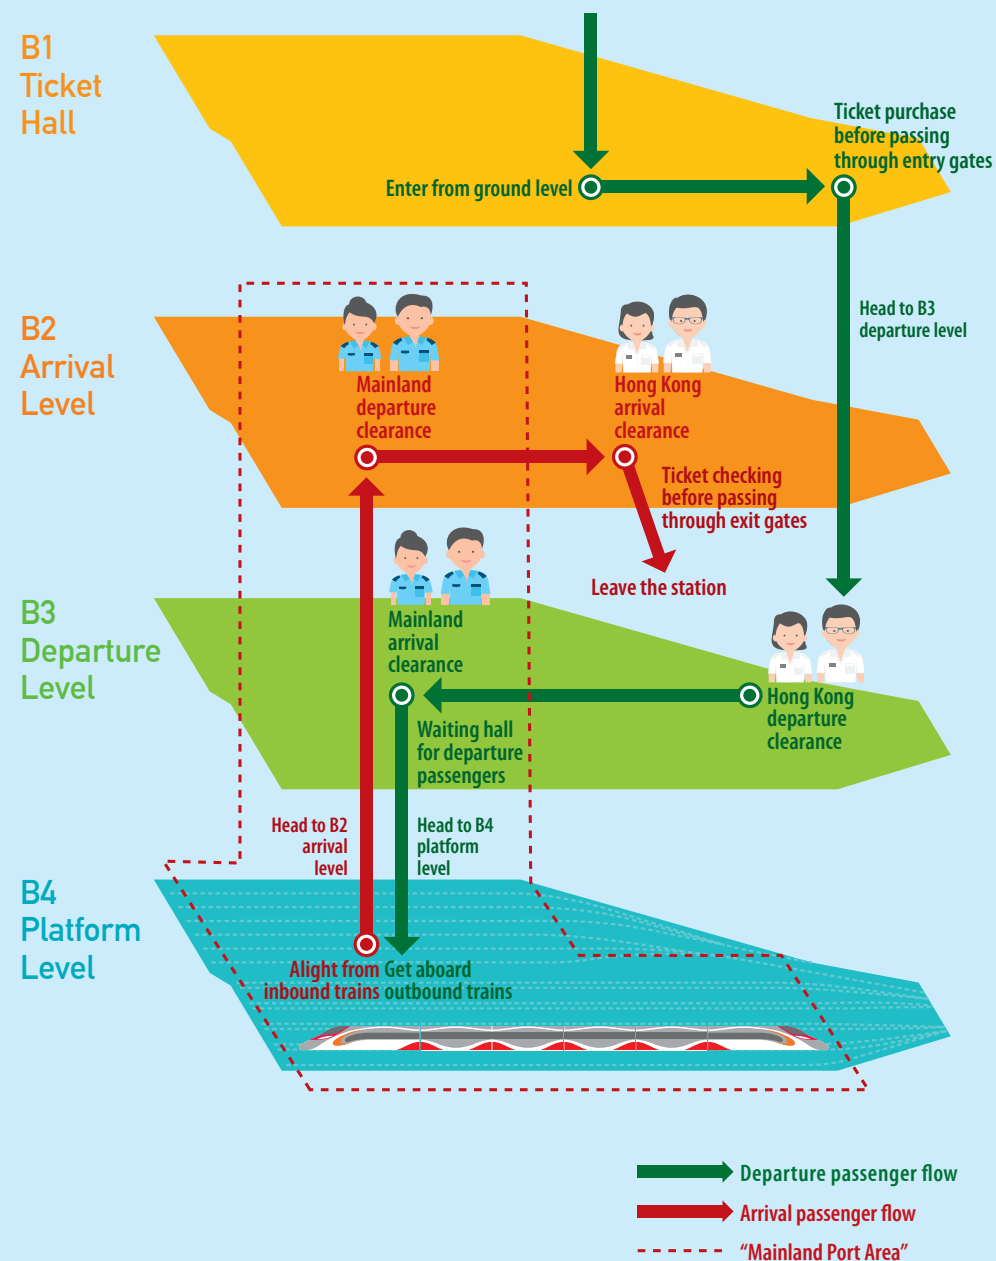 B1
Ticket
Hall
Ticket purchase
before passing
through entry gates
Enter from ground level
Head to B3
departure level
B2
Arrival
Level
Mainland
departure
clearance
Hong Kong
arrival
clearance
Ticket checking
before passing
through exit gates
Leave the station
B3
Departure
Level
Mainland
arrival
clearance
Hong Kong
departure
clearance
Waiting hall
for departure
passengers
Head to B2
arrival
level
Head to B4
platform
level
B4
Platform
Level
Alight from
inbound trains
Get aboard
outbound trains
Departure passenger flow
Arrival passenger flow
"Mainland Port Area"